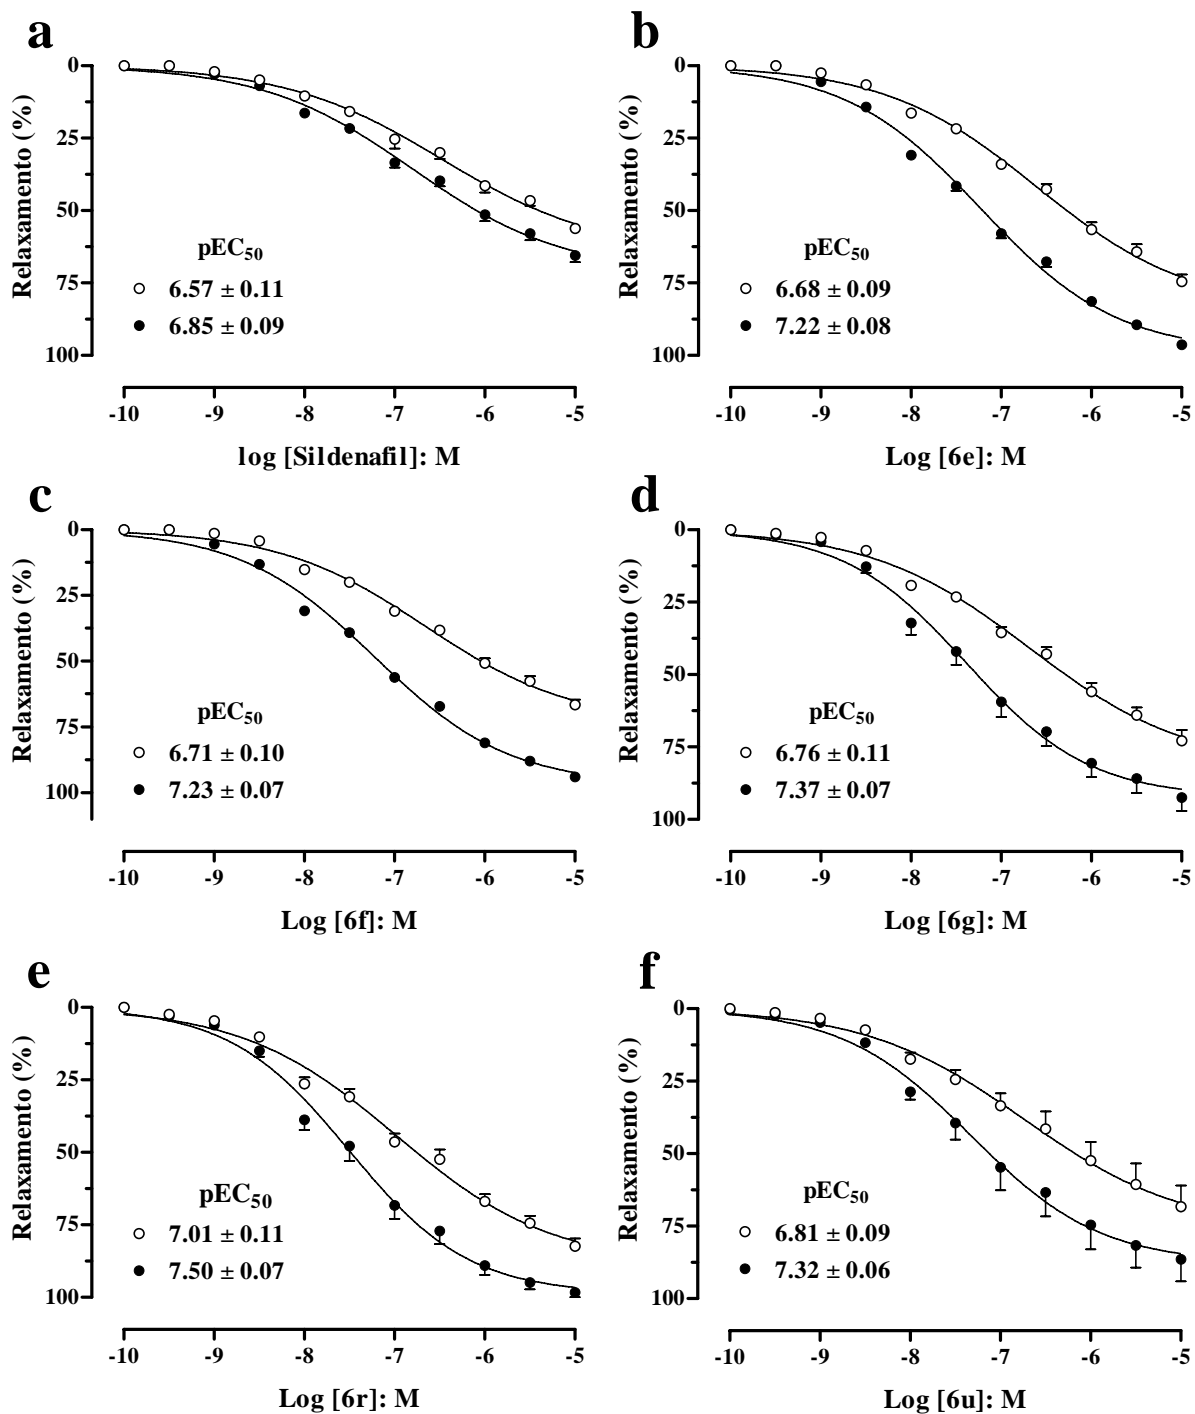 a
0
25
50
75
100
Relaxamento (%)
pEC50
6.57 ± 0.11
6.85 ± 0.09
-10 -9 -8 -7 -6 -5
log [Sildenafil]: M
b
0
25
50
75
100
Relaxamento (%)
pEC50
6.68 ± 0.09
7.22 ± 0.08
-10 -9 -8 -7 -6 -5
Log [6e]: M
c
0
25
50
75
100
Relaxamento (%)
pEC50
6.71 ± 0.10
7.23 ± 0.07
-10 -9 -8 -7 -6 -5
Log [6f]: M
d
0
25
50
75
100
Relaxamento (%)
pEC50
6.76 ± 0.11
7.37 ± 0.07
-10 -9 -8 -7 -6 -5
Log [6g]: M
e
0
25
50
75
100
Relaxamento (%)
pEC50
7.01 ± 0.11
7.50 ± 0.07
-10 -9 -8 -7 -6 -5
Log [6r]: M
f
0
25
50
75
100
Relaxamento (%)
pEC50
6.81 ± 0.09
7.32 ± 0.06
-10 -9 -8 -7 -6 -5
Log [6u]: M